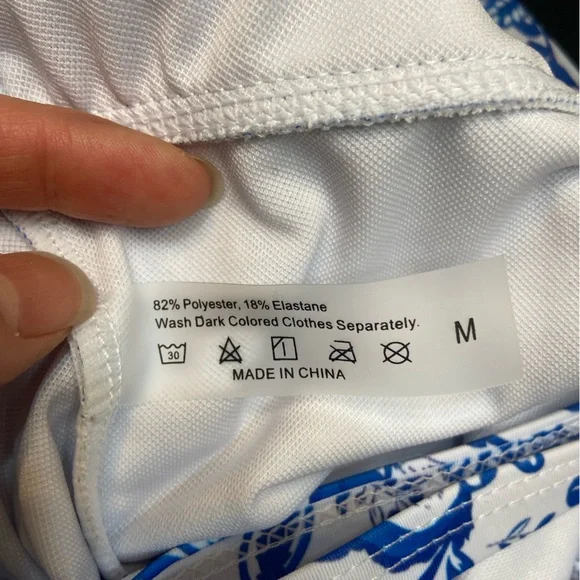 82% Polyester, 18% Elastane
Wash Dark Colored Clothes Separately.
30
M
MADE IN CHINA